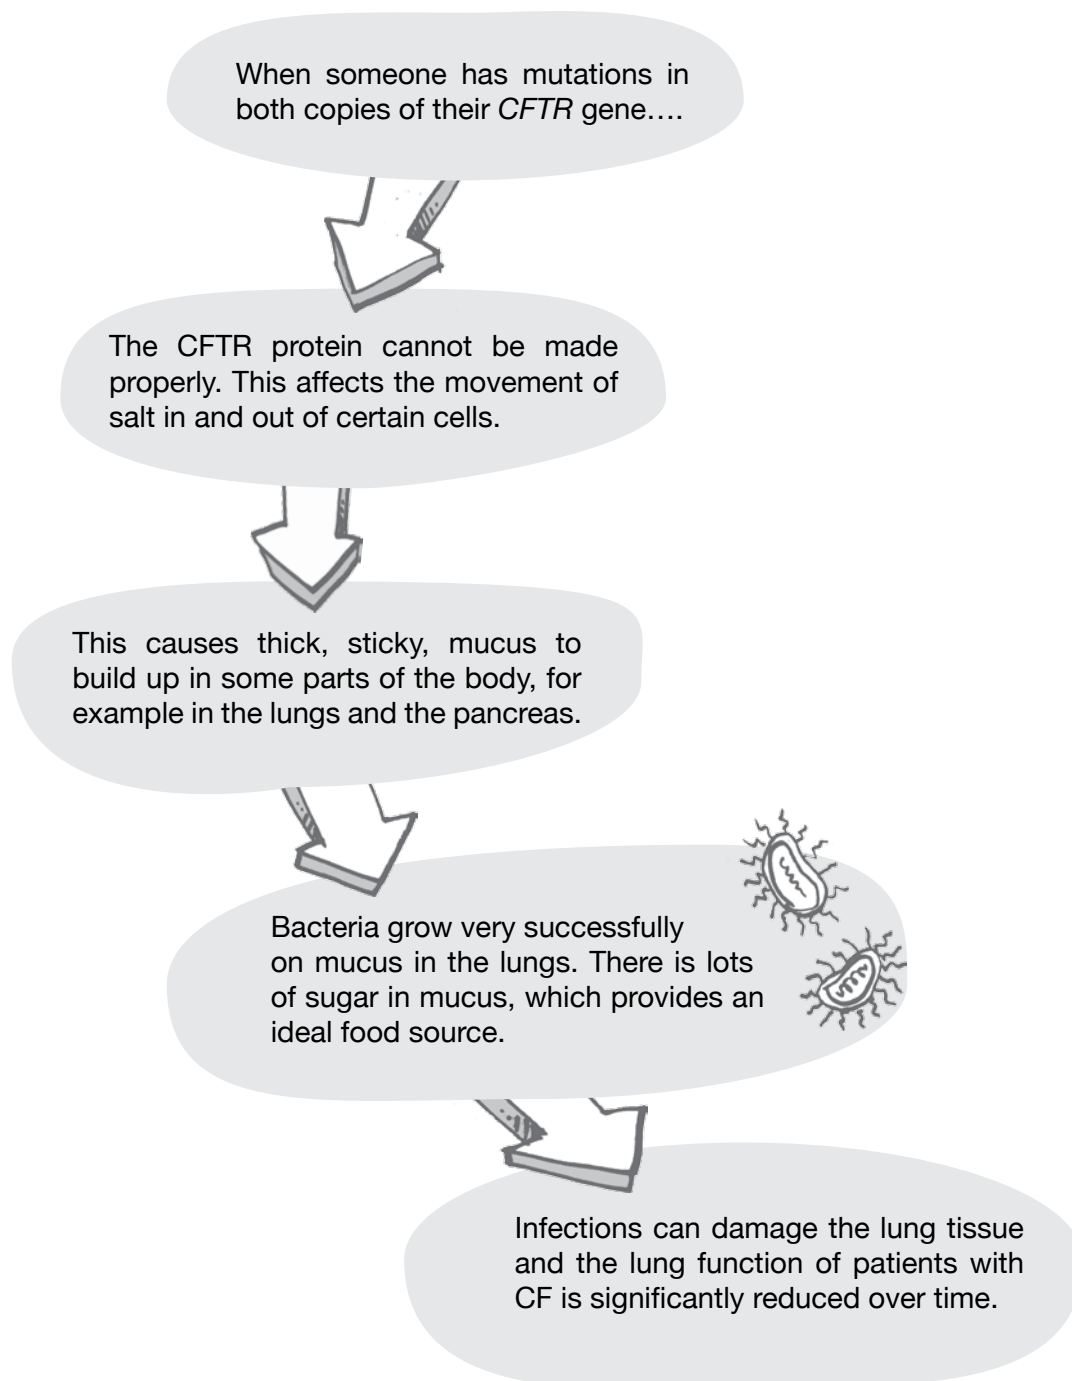 When someone has mutations in
both copies of their CFTR gene….
The CFTR protein cannot be made
properly. This affects the movement of
salt in and out of certain cells.
This causes thick, sticky, mucus to
build up in some parts of the body, for
example in the lungs and the pancreas.
Bacteria grow very successfully
on mucus in the lungs. There is lots
of sugar in mucus, which provides an
ideal food source.
Infections can damage the lung tissue
and the lung function of patients with
CF is significantly reduced over time.